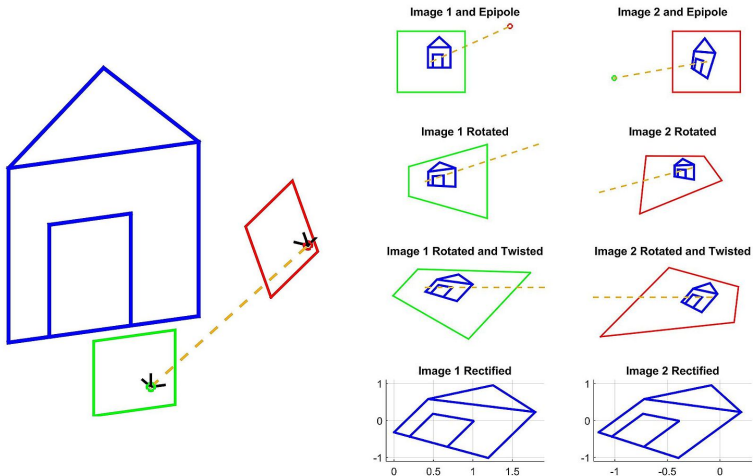 Image 1 and Epipole
Image 2 and Epipole
Image 1 Rotated
Image 2 Rotated
Image 1 Rotated and Twisted
Image 2 Rotated and Twisted
Image 1 Rectified
Image 2 Rectified
1
0
-1
0 0.5 1 1.5
1
0
-1
-1 -0.4 0